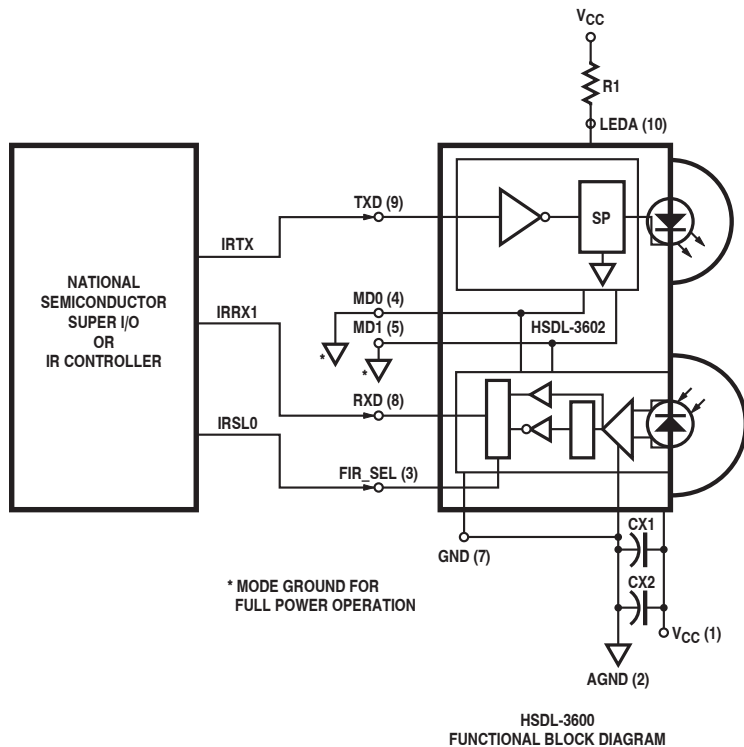 VCC
R1
LEDA (10)
TXD (9)
SP
IRTX
NATIONAL
SEMICONDUCTOR
SUPER I/O
OR
IR CONTROLLER
MD0 (4)
MD1 (5)
HSDL-3602
IRRX1
*
*
RXD (8)
IRSL0
FIR_SEL (3)
CX1
GND (7)
CX2
* MODE GROUND FOR
FULL POWER OPERATION
VCC (1)
AGND (2)
HSDL-3600
FUNCTIONAL BLOCK DIAGRAM